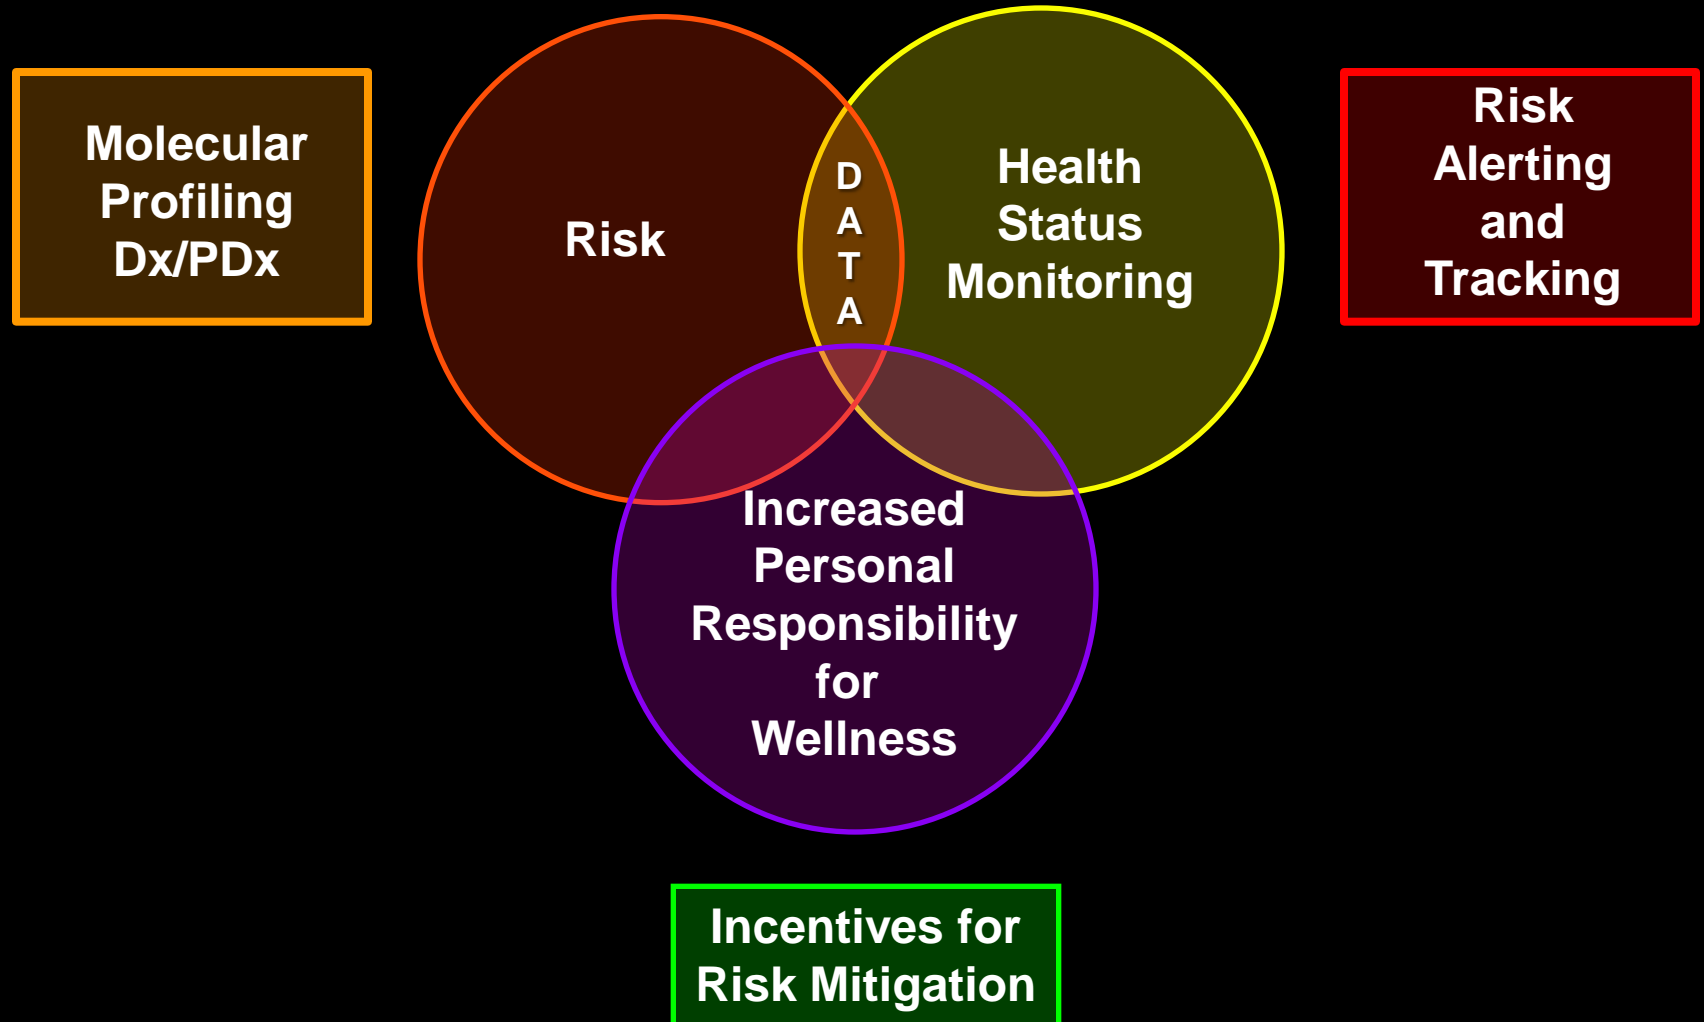 Molecular
Profiling
Dx/PDx
Risk
D
A
T
A
Health
Status
Monitoring
Risk
Alerting
and
Tracking
Increased
Personal
Responsibility
for
Wellness
Incentives for
Risk Mitigation